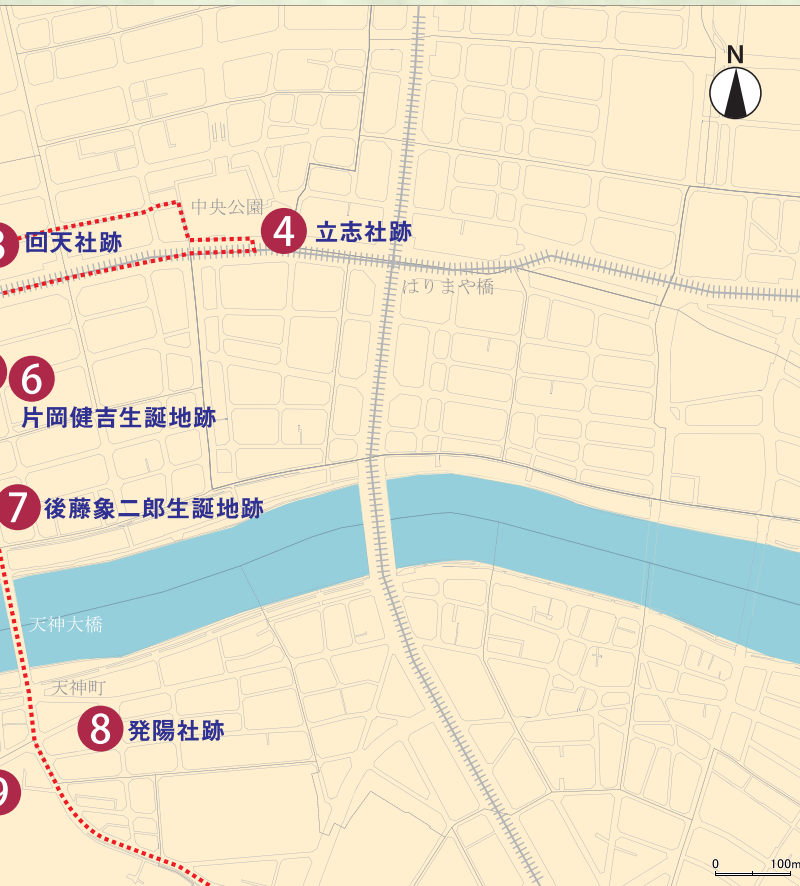 N
中央公園
4 立志社跡
3 回天社跡
はりまや橋
6
片岡健吉生誕地跡
7 後藤象二郎生誕地跡
天神大橋
天神町
8 発陽社跡
9
0 100m